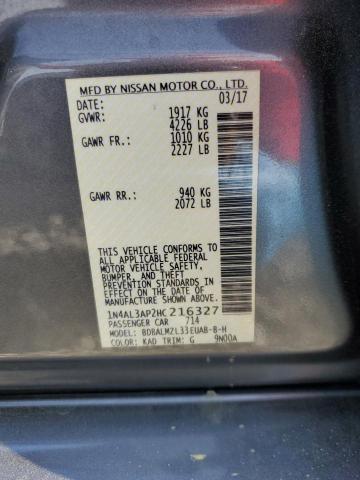 MFD BY NISSAN MOTOR CO., LTD.
DATE: 03/17
GVWR: 1917 KG
4226 LB
GAWR FR.: 1010 KG
2227 LB
GAWR RR.: 940 KG
2072 LB
THIS VEHICLE CONFORMS TO
ALL APPLICABLE FEDERAL
MOTOR VEHICLE SAFETY,
BUMPER, AND THEFT
PREVENTION STANDARDS
IN EFFECT ON THE DATE OF
MANUFACTURE SHOWN ABOVE.
1N4AL3AP2HC216327
PASSENGER CAR 714
MODEL: BDBALMZL33EUAB-B-H
COLOR: KAD TRIM: G 9N00A